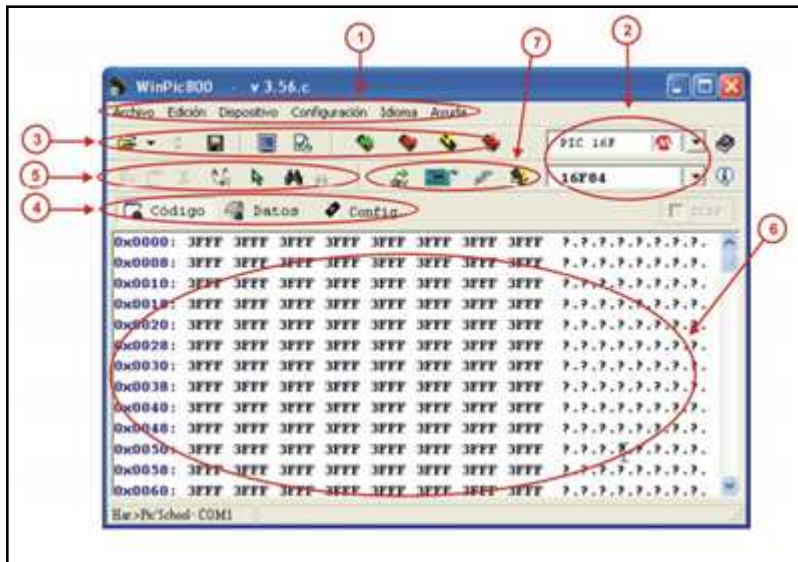 1
2
7
WinPic800 - v 3.56.c
Archivo Edición Dispositivo Configuración Idioma Ayuda
3
PIC 16F
5
16F84
4
Código Datos Config.
6
0x0000: 3FFF 3FFF 3FFF 3FFF 3FFF 3FFF 3FFF 3FFF ?.?.?.?.?.?.?.?.
0x0008: 3FFF 3FFF 3FFF 3FFF 3FFF 3FFF 3FFF 3FFF ?.?.?.?.?.?.?.?.
0x0010: 3FFF 3FFF 3FFF 3FFF 3FFF 3FFF 3FFF 3FFF ?.?.?.?.?.?.?.?.
0x0018: 3FFF 3FFF 3FFF 3FFF 3FFF 3FFF 3FFF 3FFF ?.?.?.?.?.?.?.?.
0x0020: 3FFF 3FFF 3FFF 3FFF 3FFF 3FFF 3FFF 3FFF ?.?.?.?.?.?.?.?.
0x0028: 3FFF 3FFF 3FFF 3FFF 3FFF 3FFF 3FFF 3FFF ?.?.?.?.?.?.?.?.
0x0030: 3FFF 3FFF 3FFF 3FFF 3FFF 3FFF 3FFF 3FFF ?.?.?.?.?.?.?.?.
0x0038: 3FFF 3FFF 3FFF 3FFF 3FFF 3FFF 3FFF 3FFF ?.?.?.?.?.?.?.?.
0x0040: 3FFF 3FFF 3FFF 3FFF 3FFF 3FFF 3FFF 3FFF ?.?.?.?.?.?.?.?.
0x0048: 3FFF 3FFF 3FFF 3FFF 3FFF 3FFF 3FFF 3FFF ?.?.?.?.?.?.?.?.
0x0050: 3FFF 3FFF 3FFF 3FFF 3FFF 3FFF 3FFF 3FFF ?.?.?.?.?.?.?.?.
0x0058: 3FFF 3FFF 3FFF 3FFF 3FFF 3FFF 3FFF 3FFF ?.?.?.?.?.?.?.?.
0x0060: 3FFF 3FFF 3FFF 3FFF 3FFF 3FFF 3FFF 3FFF ?.?.?.?.?.?.?.?.
Har.>Pic'School - COM1